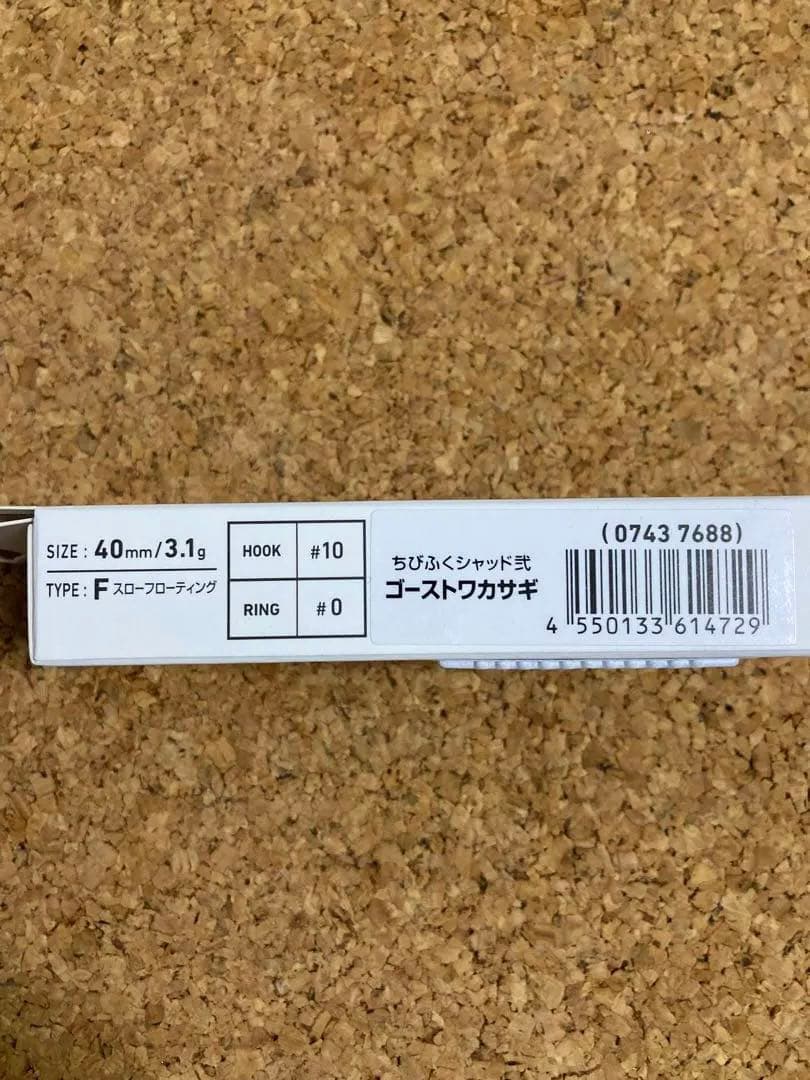 SIZE : 40mm/3.1g
TYPE : F スローフローティング
HOOK #10
RING #0
ちびふくシャッド弐
ゴーストワカサギ
(0743 7688)
4 550133 614729